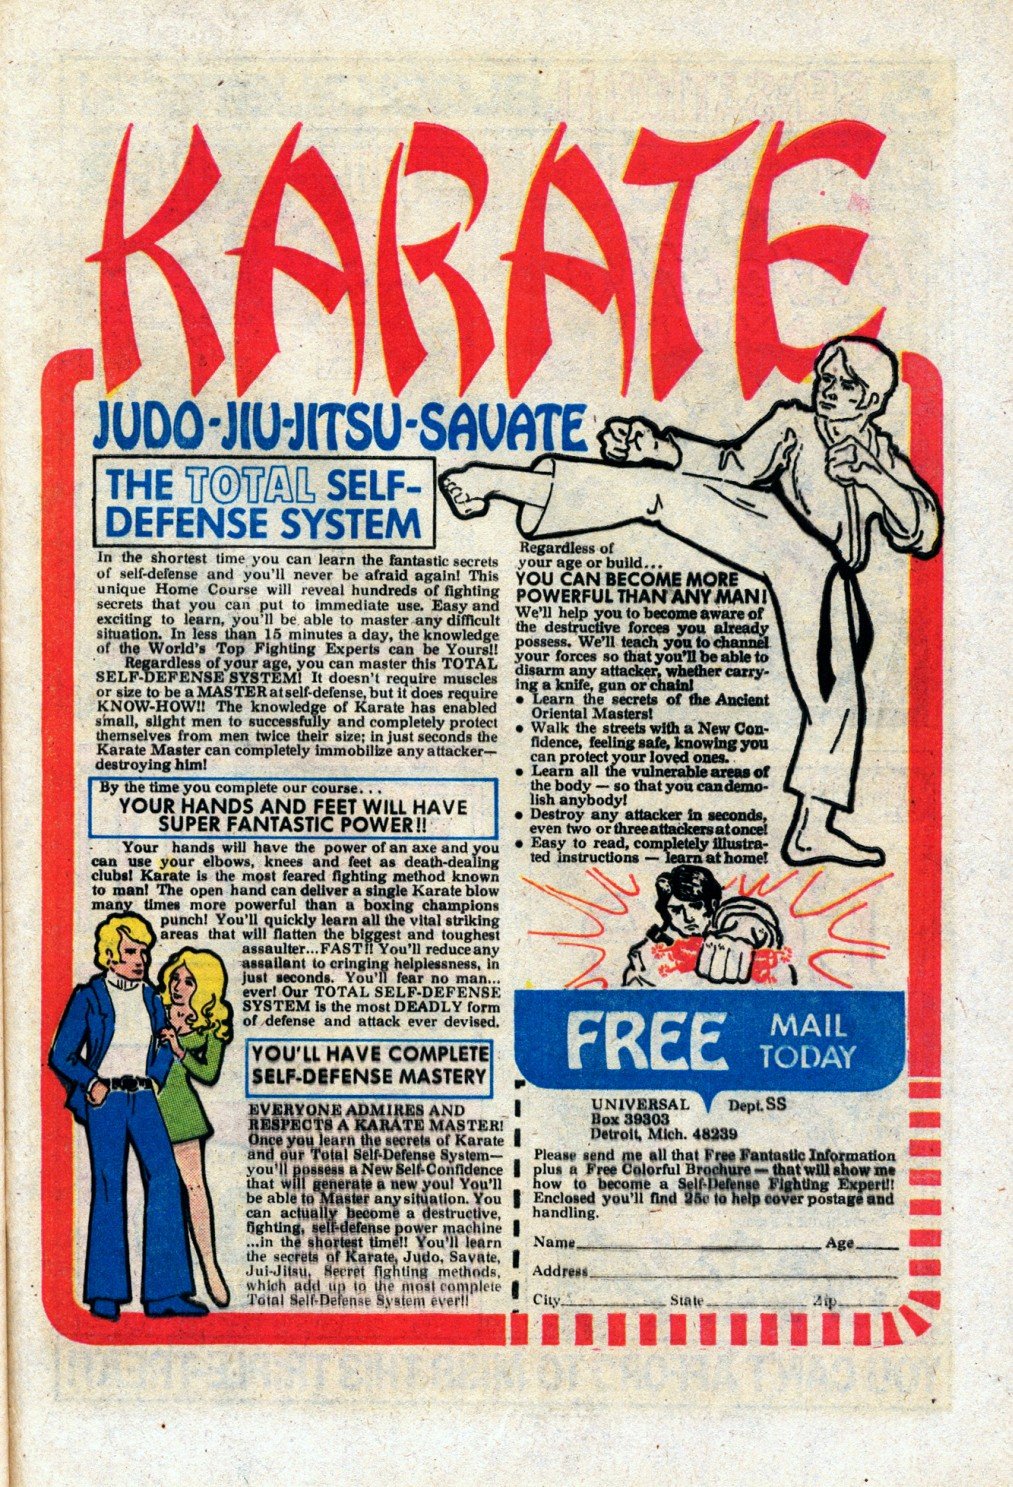 KARATE
JUDO-JIU-JITSU-SAVATE
THE TOTAL SELF-
DEFENSE SYSTEM
In the shortest time you can learn the fantastic secrets
of self-defense and you'll never be afraid again! This
unique Home Course will reveal hundreds of fighting
secrets that you can put to immediate use. Easy and
exciting to learn, you'll be able to master any difficult
situation. In less than 15 minutes a day, the knowledge
of the World's Top Fighting Experts can be Yours!!
Regardless of your age, you can master this TOTAL
SELF-DEFENSE SYSTEM! It doesn't require muscles
or size to be a MASTER at self-defense, but it does require
KNOW-HOW!! The knowledge of Karate has enabled
small, slight men to successfully and completely protect
themselves from men twice their size; in just seconds the
Karate Master can completely immobilize any attacker—
destroying him!
By the time you complete our course...
YOUR HANDS AND FEET WILL HAVE
SUPER FANTASTIC POWER!!
Your hands will have the power of an axe and you
can use your elbows, knees and feet as death-dealing
clubs! Karate is the most feared fighting method known
to man! The open hand can deliver a single Karate blow
many times more powerful than a boxing champions
punch! You'll quickly learn all the vital striking
areas that will flatten the biggest and toughest
assaulter...FAST!! You'll reduce any
assailant to cringing helplessness, in
just seconds. You'll fear no man...
ever! Our TOTAL SELF-DEFENSE
SYSTEM is the most DEADLY form
of defense and attack ever devised.
YOU'LL HAVE COMPLETE
SELF-DEFENSE MASTERY
EVERYONE ADMIRES AND
RESPECTS A KARATE MASTER!
Once you learn the secrets of Karate
and our Total Self-Defense System—
you'll possess a New Self-Confidence
that will generate a new you! You'll
be able to Master any situation. You
can actually become a destructive,
fighting, self-defense power machine
...in the shortest time!! You'll learn
the secrets of Karate, Judo, Savate,
Jui-Jitsu, Secret fighting methods,
which add up to the most complete
Total Self-Defense System ever!!
Regardless of
your age or build...
YOU CAN BECOME MORE
POWERFUL THAN ANY MAN!
We'll help you to become aware of
the destructive forces you already
possess. We'll teach you to channel
your forces so that you'll be able to
disarm any attacker, whether carry-
ing a knife, gun or chain!
• Learn the secrets of the Ancient
Oriental Masters!
• Walk the streets with a New Con-
fidence, feeling safe, knowing you
can protect your loved ones.
• Learn all the vulnerable areas of
the body — so that you can demo-
lish anybody!
• Destroy any attacker in seconds,
even two or three attackers at once!
• Easy to read, completely illustra-
ted instructions — learn at home!
FREE MAIL
TODAY
UNIVERSAL Dept. SS
Box 39303
Detroit, Mich. 48239
Please send me all that Free Fantastic Information
plus a Free Colorful Brochure — that will show me
how to become a Self-Defense Fighting Expert!!
Enclosed you'll find 25c to help cover postage and
handling.
Name Age
Address
City State Zip